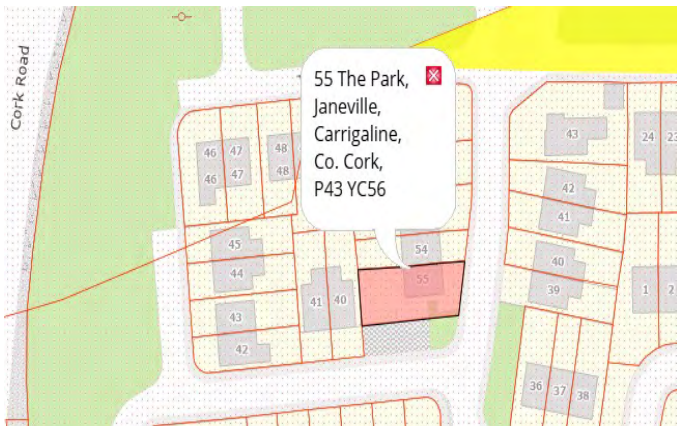 Cork Road
55 The Park,
Janeville,
Carrigaline,
Co. Cork,
P43 YC56
46 47 48
46 47 48
45
44
43
42
41 40
54
55
43
42
41
40
39
24 23
1 2
36 37 38